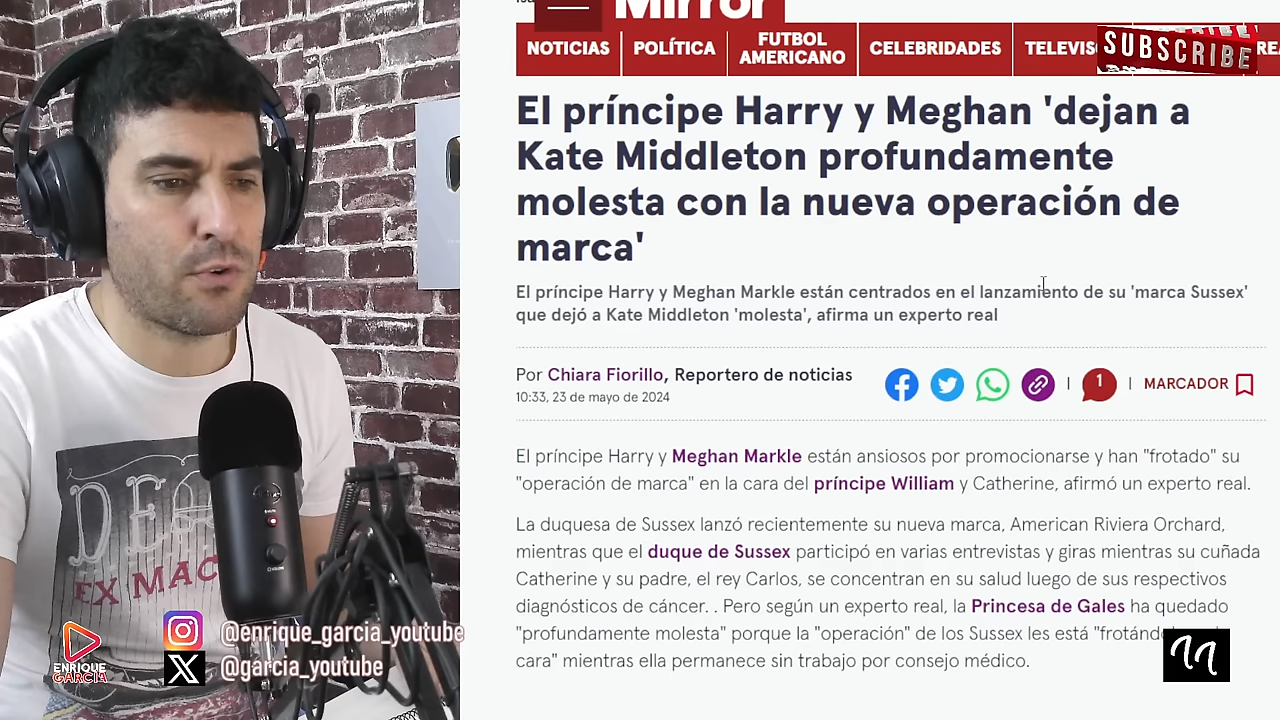 Mirror
NOTICIAS
POLÍTICA
FUTBOL
AMERICANO
CELEBRIDADES
SUBSCRIBE
El príncipe Harry y Meghan 'dejan a
Kate Middleton profundamente
molesta con la nueva operación de
marca'
El príncipe Harry y Meghan Markle están centrados en el lanzamiento de su 'marca Sussex'
que dejó a Kate Middleton 'molesta', afirma un experto real
Por Chiara Fiorillo, Reportero de noticias
10:33, 23 de mayo de 2024
1
MARCADOR
El príncipe Harry y Meghan Markle están ansiosos por promocionarse y han "frotado" su
"operación de marca" en la cara del príncipe William y Catherine, afirmó un experto real.
La duquesa de Sussex lanzó recientemente su nueva marca, American Riviera Orchard,
mientras que el duque de Sussex participó en varias entrevistas y giras mientras su cuñada
Catherine y su padre, el rey Carlos, se concentran en su salud luego de sus respectivos
diagnósticos de cáncer. . Pero según un experto real, la Princesa de Gales ha quedado
"profundamente molesta" porque la "operación" de los Sussex les está
cara" mientras ella permanece sin trabajo por consejo médico.
EX MAC
ENRIQUE
GARCIA
@enrique_garcia_youtube
@garcia_youtube